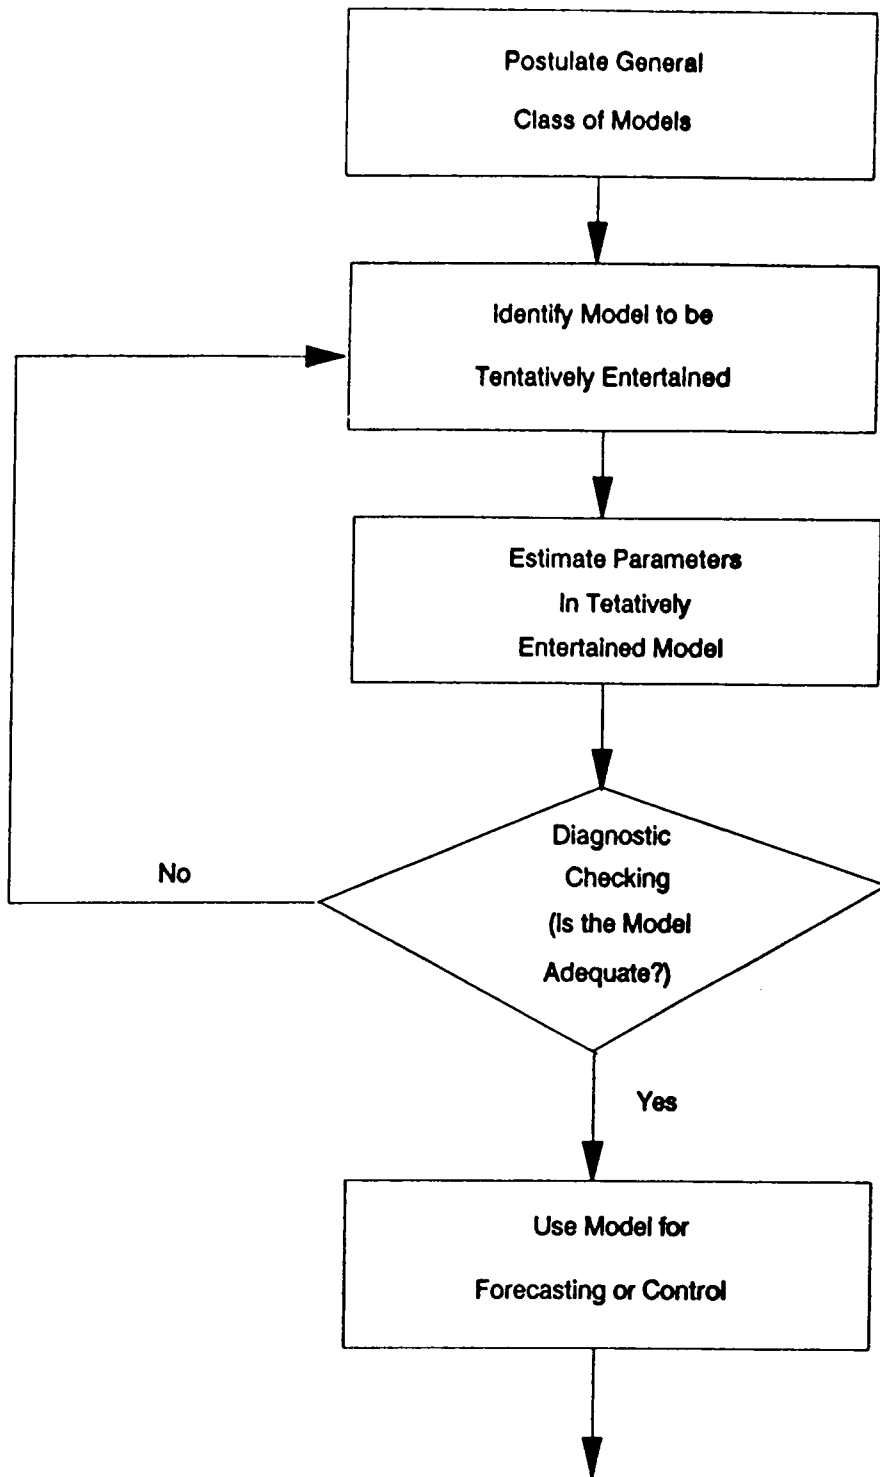 Postulate General
Class of Models
Identify Model to be
Tentatively Entertained
Estimate Parameters
In Tetatively
Entertained Model
Diagnostic
Checking
(Is the Model
Adequate?)
No
Yes
Use Model for
Forecasting or Control